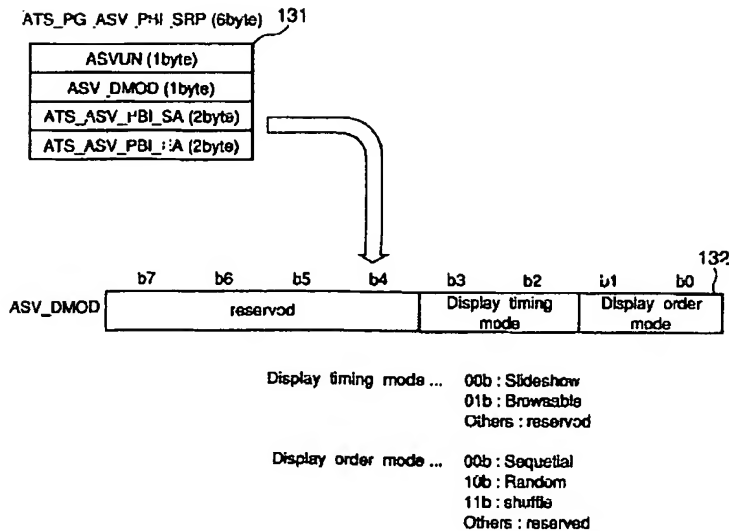 ATS_PG_ASV_PBI_SRP (6byte) 131
ASVUN (1byte)
ASV_DMOD (1byte)
ATS_ASV_PBI_SA (2byte)
ATS_ASV_PBI_EA (2byte)
132
b7 b6 b5 b4 b3 b2 b1 b0
ASV_DMOD reserved Display timing mode Display order mode
Display timing mode ... 00b : Slideshow
01b : Browsable
Others : reserved
Display order mode ... 00b : Sequetial
10b : Random
11b : shuffle
Others : reserved